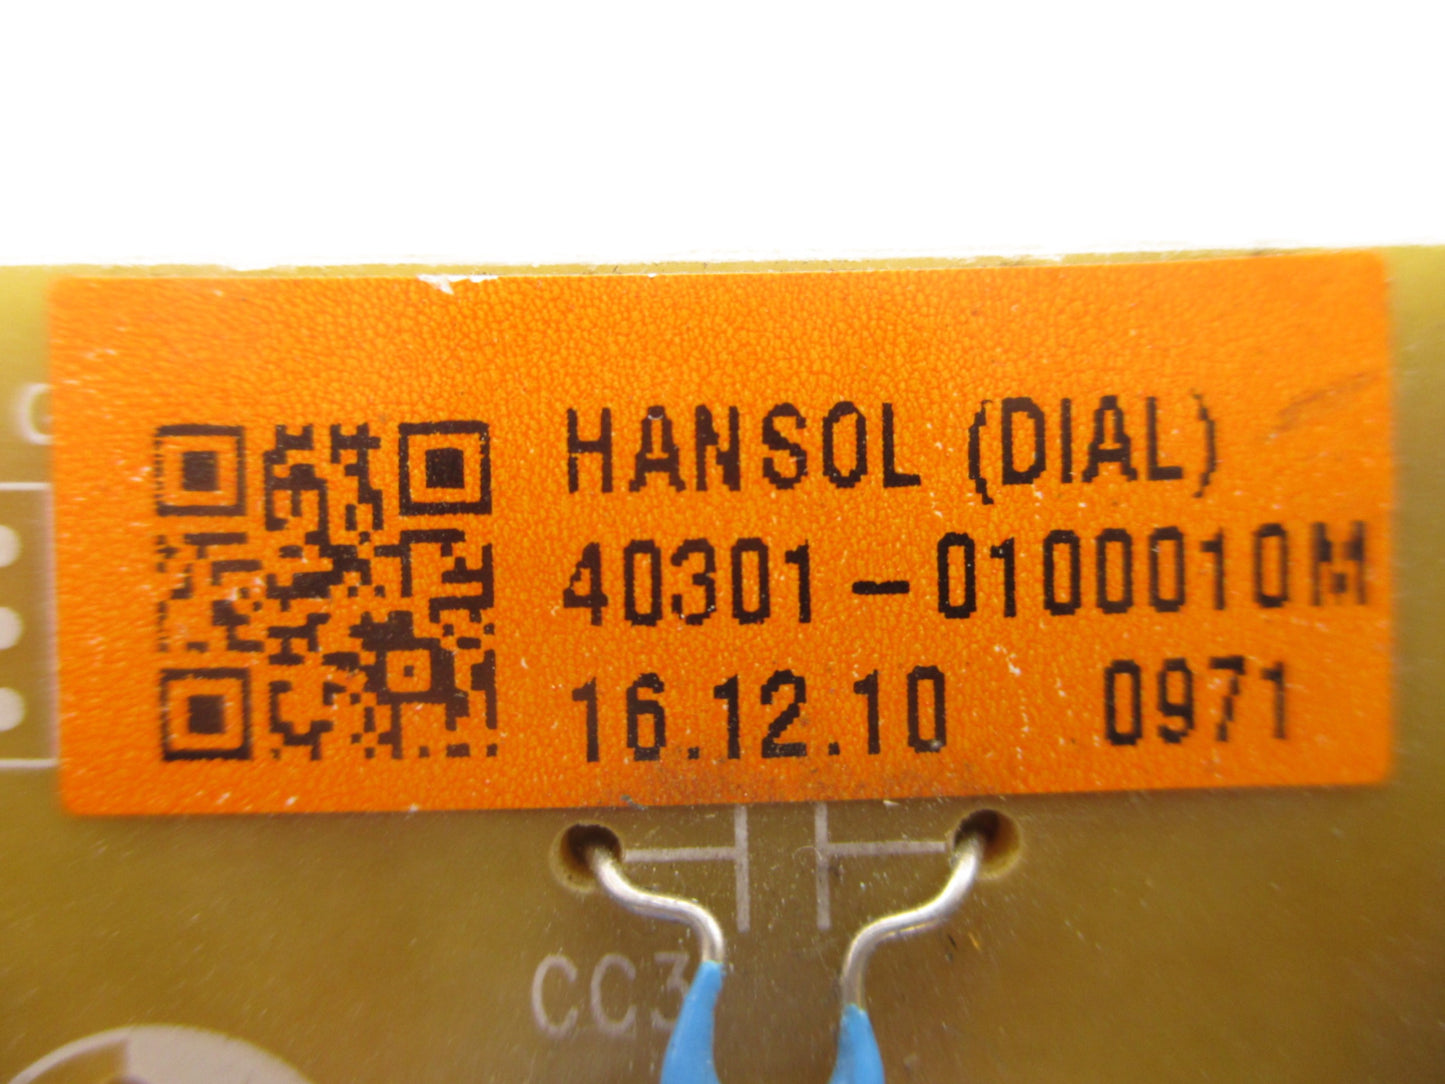 HANSOL (DIAL)
40301-0100010M
16.12.10 0971
CC3